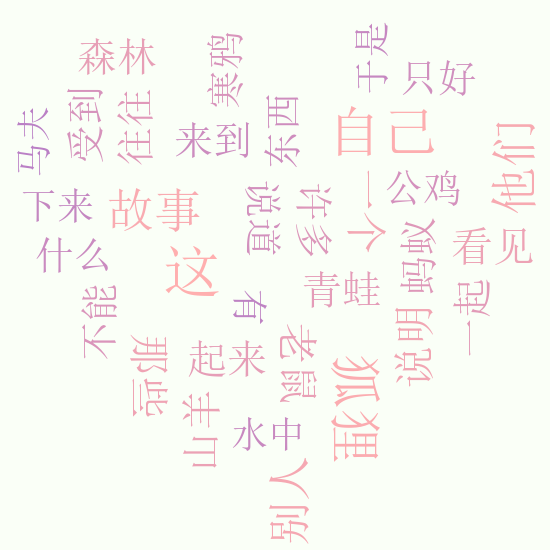 森林
寒鸦
于是
只好
马夫
受到
往往
来到
东西
自己
他们
下来
故事
说道
许多
一个
公鸡
蚂蚁
看见
什么
这
青蛙
不能
有
一起
那些
起来
老鼠
狐狸
说明
山羊
水中
别人